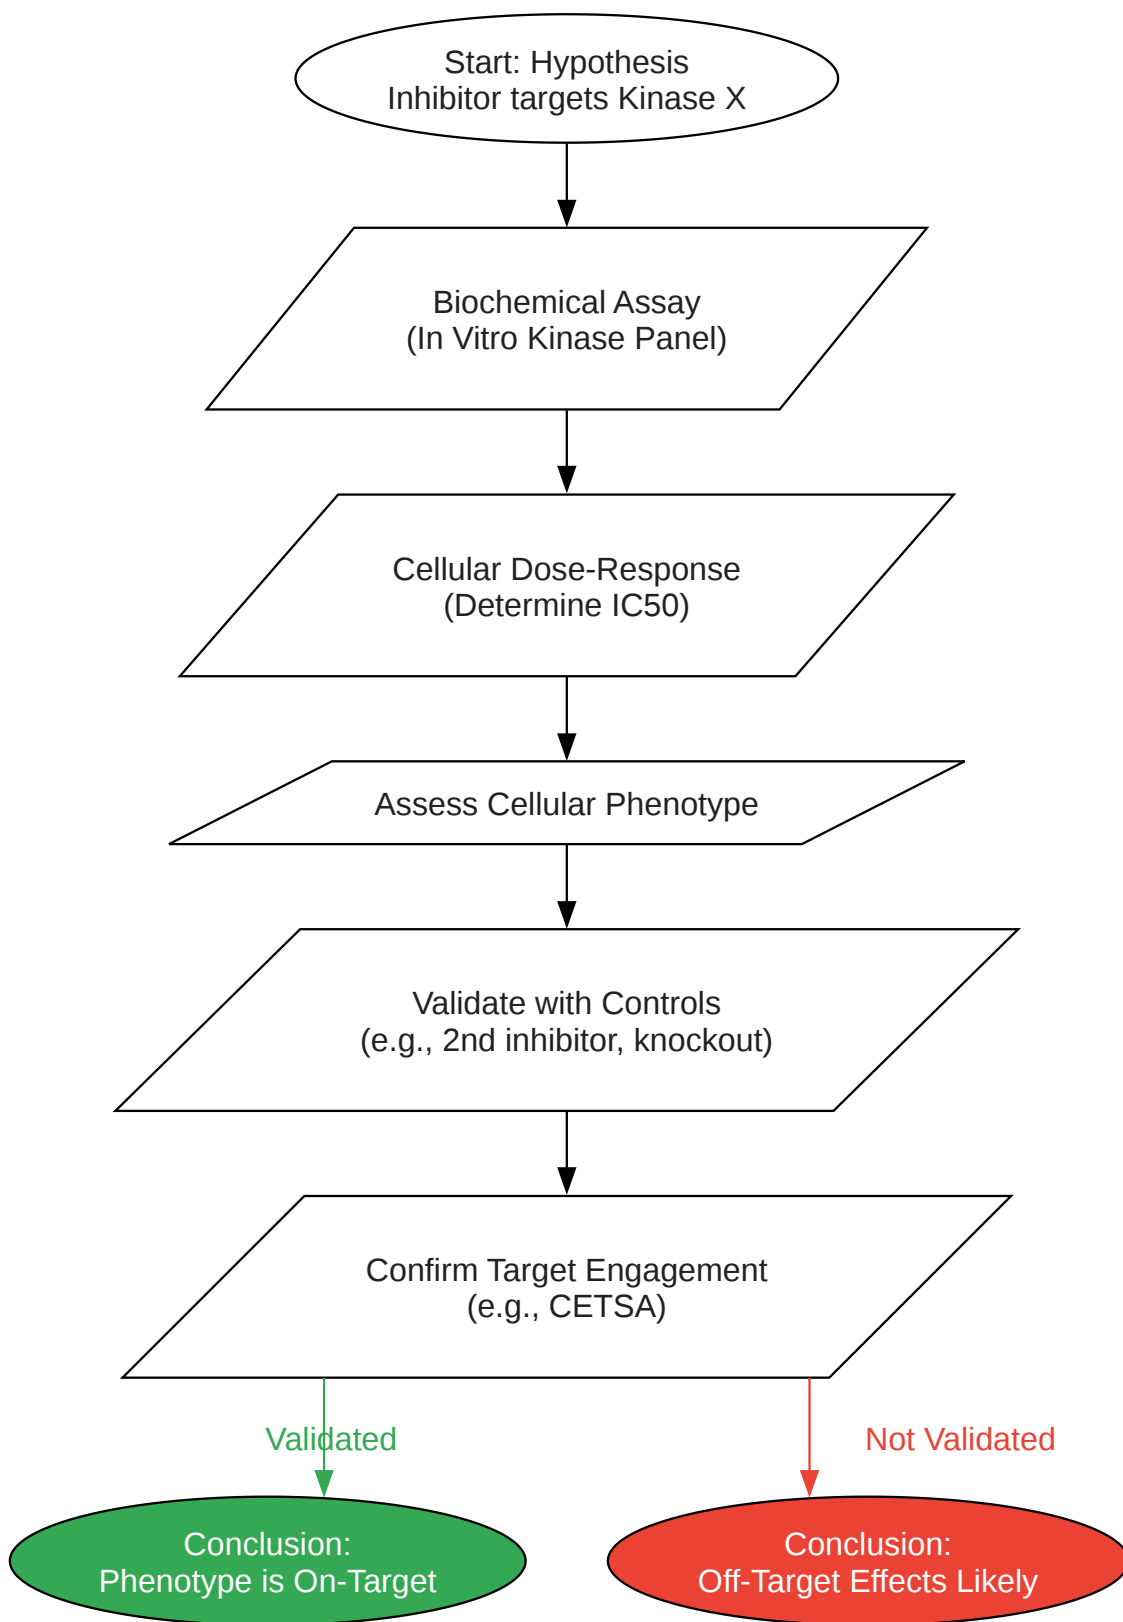 Start: Hypothesis
Inhibitor targets Kinase X
Biochemical Assay
(In Vitro Kinase Panel)
Cellular Dose-Response
(Determine IC50)
Assess Cellular Phenotype
Validate with Controls
(e.g., 2nd inhibitor, knockout)
Confirm Target Engagement
(e.g., CETSA)
Validated
Not Validated
Conclusion:
Phenotype is On-Target
Conclusion:
Off-Target Effects Likely